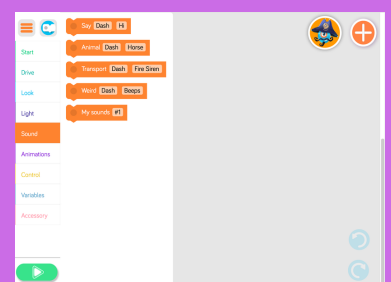 Start
Drive
Look
Light
Sound
Animations
Control
Variables
Accessory
Say Dash Hi
Animal Dash Horse
Transport Dash Fire Siren
Weird Dash Beeps
My sounds #1